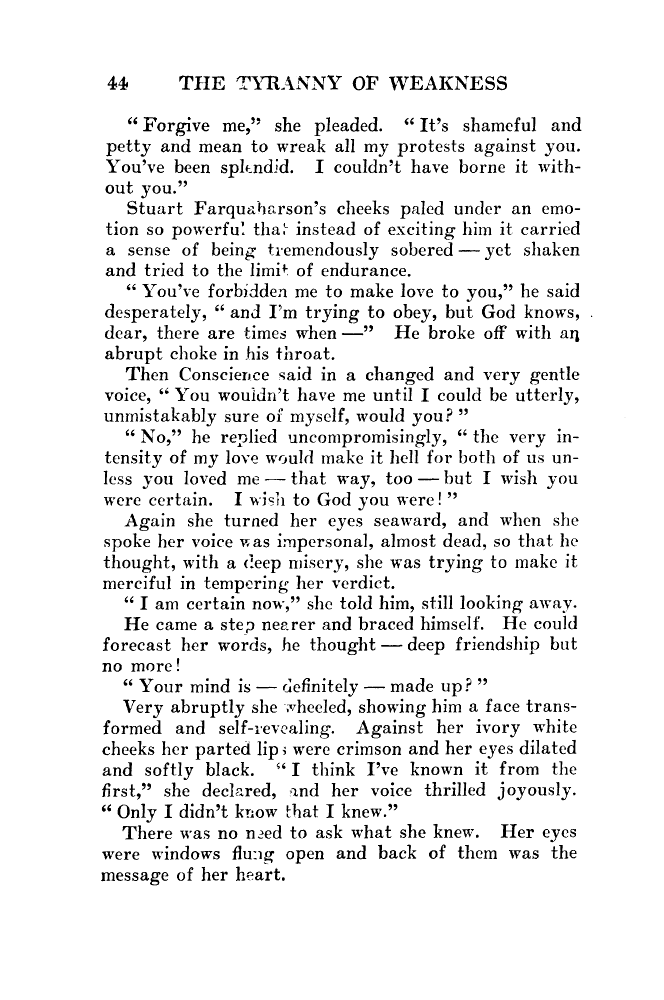 44 THE TYRANNY OF WEAKNESS
“Forgive me,” she pleaded. “It's shameful and
petty and mean to wreak all my protests against you.
You've been splendid. I couldn't have borne it with-
out you.”
Stuart Farquaharson's cheeks paled under an emo-
tion so powerful that instead of exciting him it carried
a sense of being tremendously sobered — yet shaken
and tried to the limit of endurance.
“You've forbidden me to make love to you,” he said
desperately, “and I'm trying to obey, but God knows,
dear, there are times when —” He broke off with an
abrupt choke in his throat.
Then Conscience said in a changed and very gentle
voice, “You wouldn't have me until I could be utterly,
unmistakably sure of myself, would you?”
“No,” he replied uncompromisingly, “the very in-
tensity of my love would make it hell for both of us un-
less you loved me — that way, too — but I wish you
were certain. I wish to God you were!”
Again she turned her eyes seaward, and when she
spoke her voice was impersonal, almost dead, so that he
thought, with a deep misery, she was trying to make it
merciful in tempering her verdict.
“I am certain now,” she told him, still looking away.
He came a step nearer and braced himself. He could
forecast her words, he thought — deep friendship but
no more!
“Your mind is — definitely — made up?”
Very abruptly she wheeled, showing him a face trans-
formed and self-revealing. Against her ivory white
cheeks her parted lips were crimson and her eyes dilated
and softly black. “I think I've known it from the
first,” she declared, and her voice thrilled joyously.
“Only I didn't know that I knew.”
There was no need to ask what she knew. Her eyes
were windows flung open and back of them was the
message of her heart.